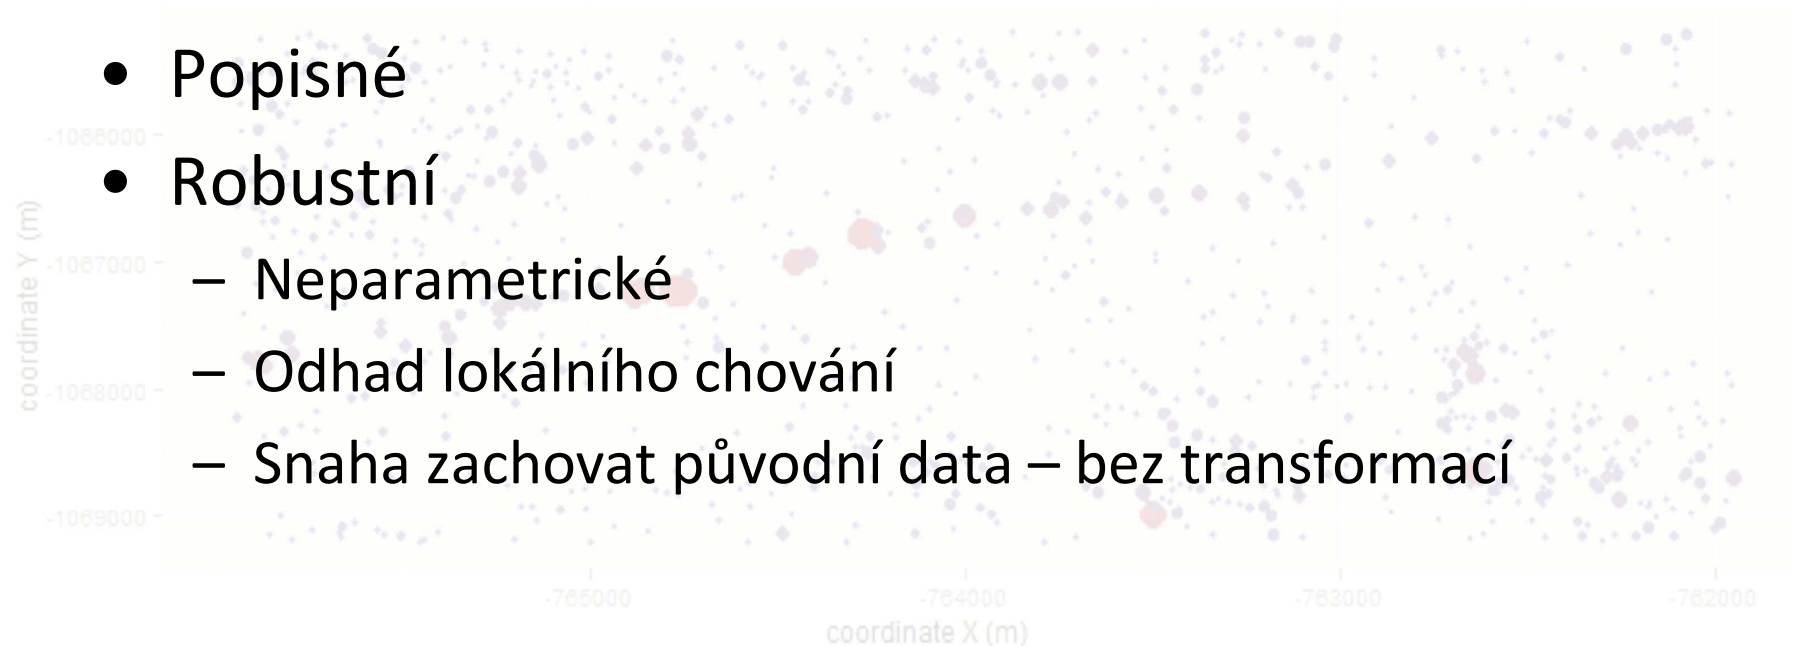 • Popisné
• Robustní
– Neparametrické
– Odhad lokálního chování
– Snaha zachovat původní data – bez transformací
coordinate Y (m)
-1066000
-1067000
-1068000
-1069000
-765000
-764000
-763000
-762000
coordinate X (m)